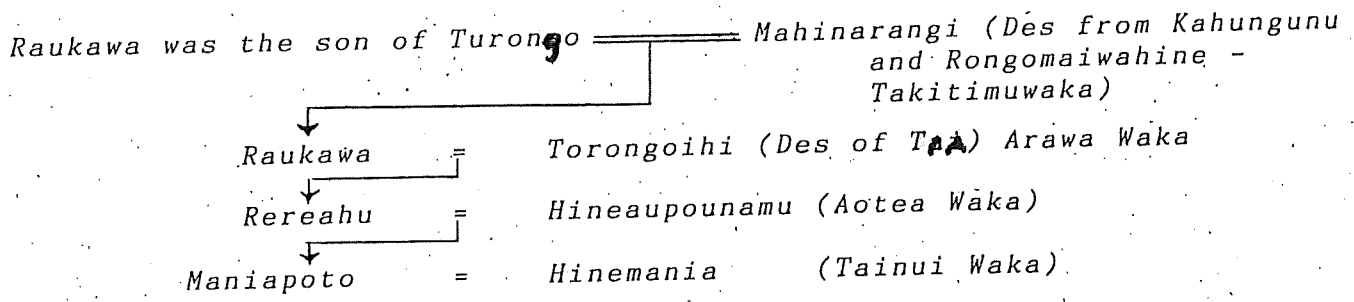 Raukawa was the son of Turongo = Mahinarangi (Des from Kahungunu
and Rongomaiwahine -
Takitimuwaka)
Raukawa = Torongoihi (Des of Tia) Arawa Waka
Rereahu = Hineaupounamu (Aotea Waka)
Maniapoto = Hinemania (Tainui Waka)